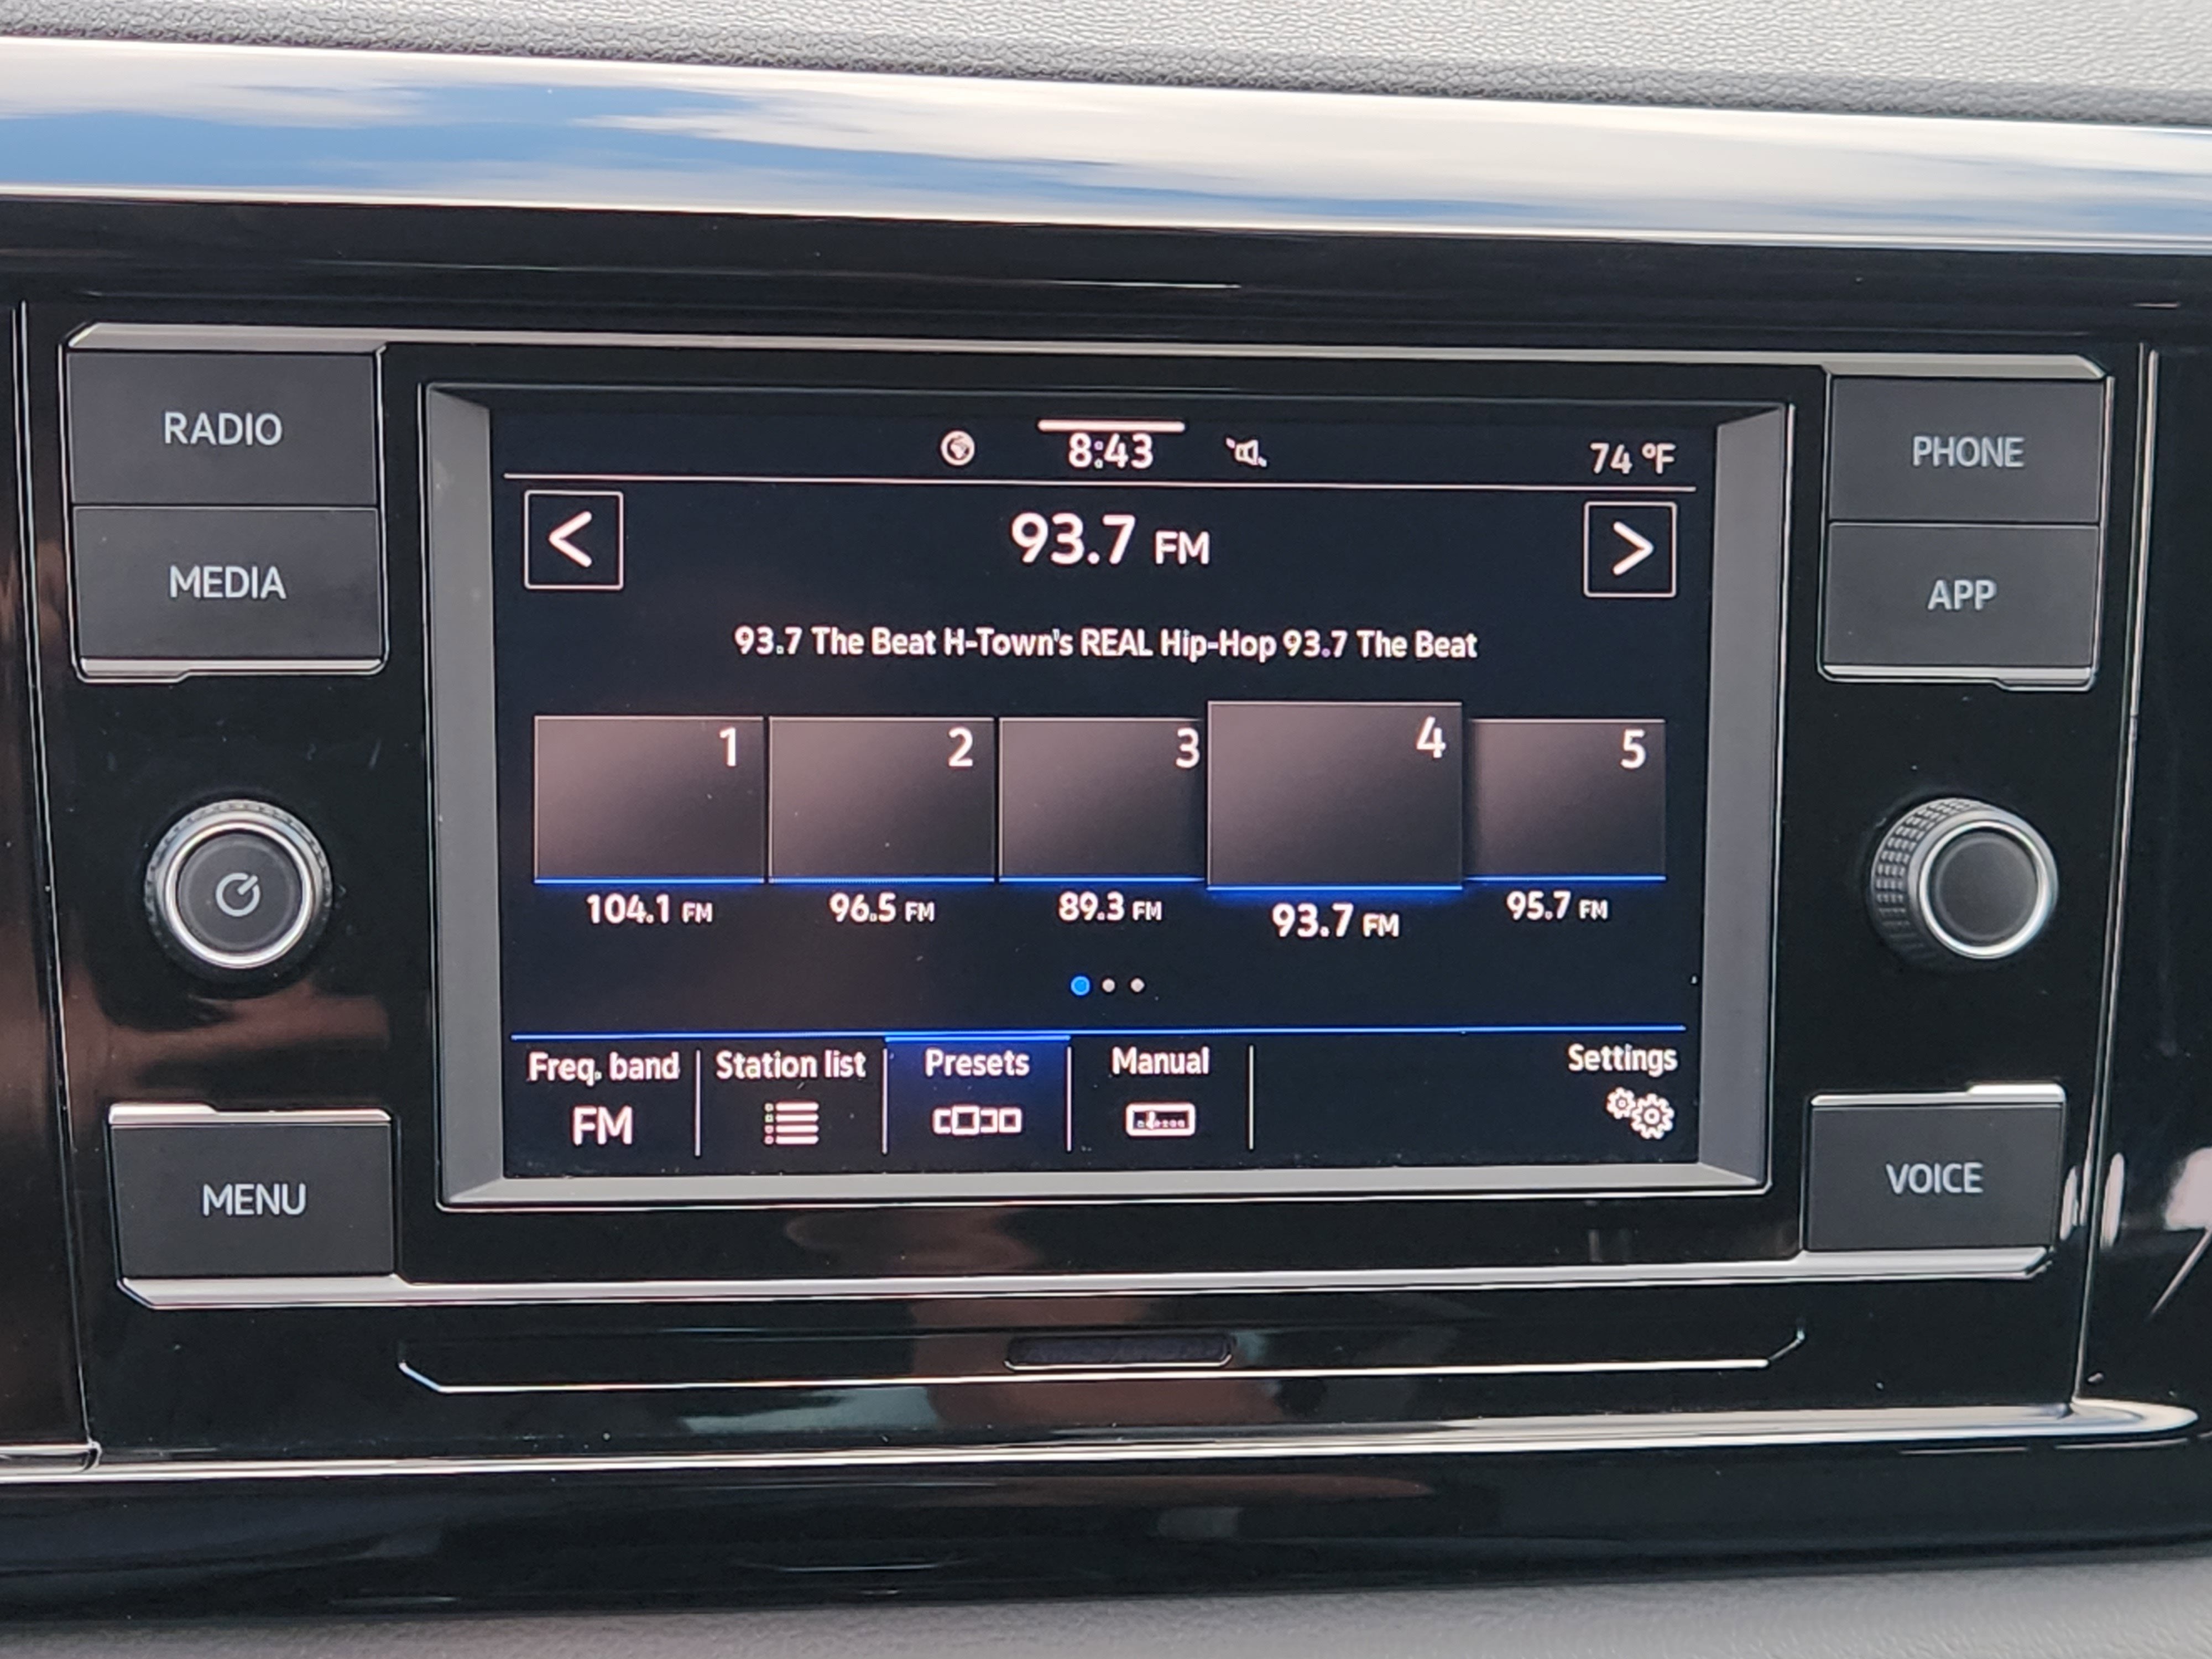 RADIO
MEDIA
MENU
PHONE
APP
VOICE
8:43
74 °F
<
93.7 FM
>
93.7 The Beat H-Town's REAL Hip-Hop 93.7 The Beat
1 2 3 4 5
104.1 FM 96.5 FM 89.3 FM 93.7 FM 95.7 FM
Freq. band Station list Presets Manual Settings
FM